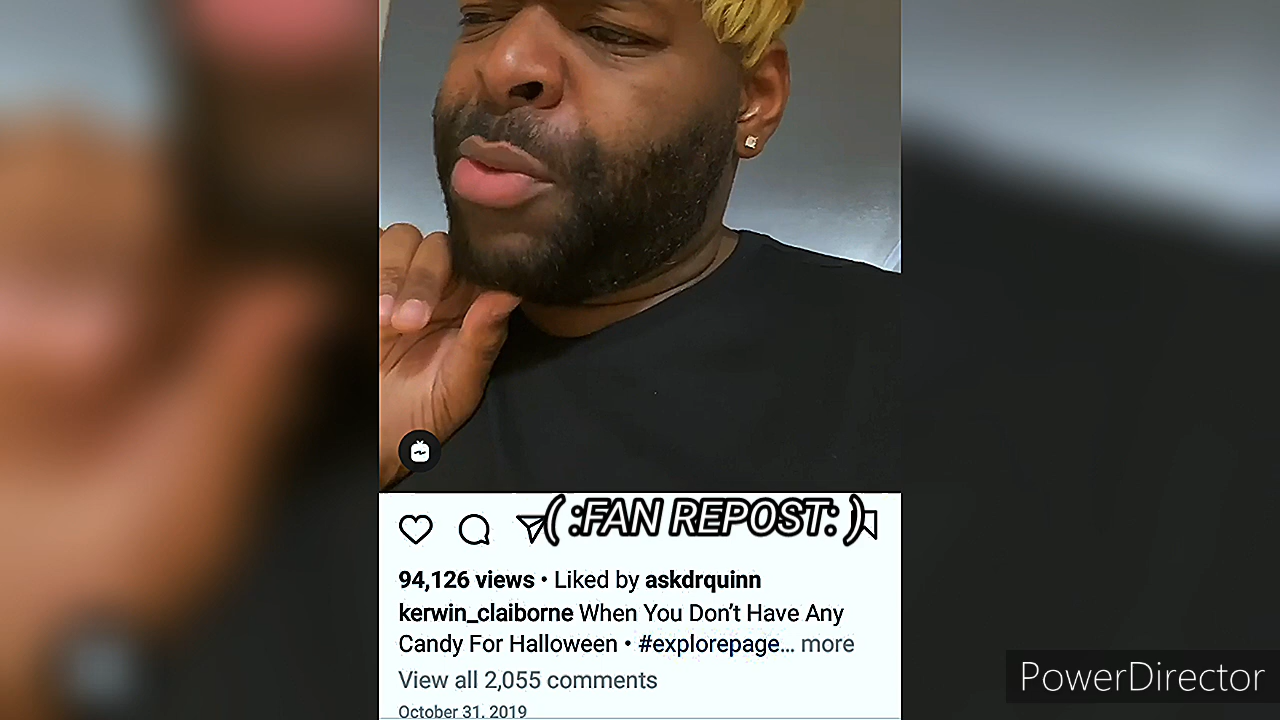 ( :FAN REPOST: )
94,126 views • Liked by askdrquinn
kerwin_claiborne When You Don't Have Any
Candy For Halloween • #explorepage... more
View all 2,055 comments
October 31, 2019
PowerDirector